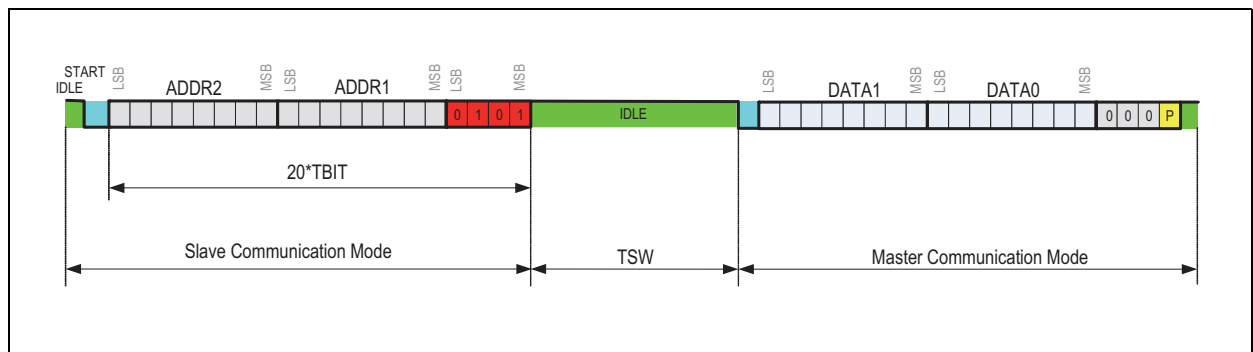 START
IDLE
LSB
ADDR2
MSB
LSB
ADDR1
MSB
LSB
MSB
0 1 0 1
IDLE
LSB
DATA1
MSB
LSB
DATA0
MSB
0 0 0 P
20*TBIT
Slave Communication Mode
TSW
Master Communication Mode